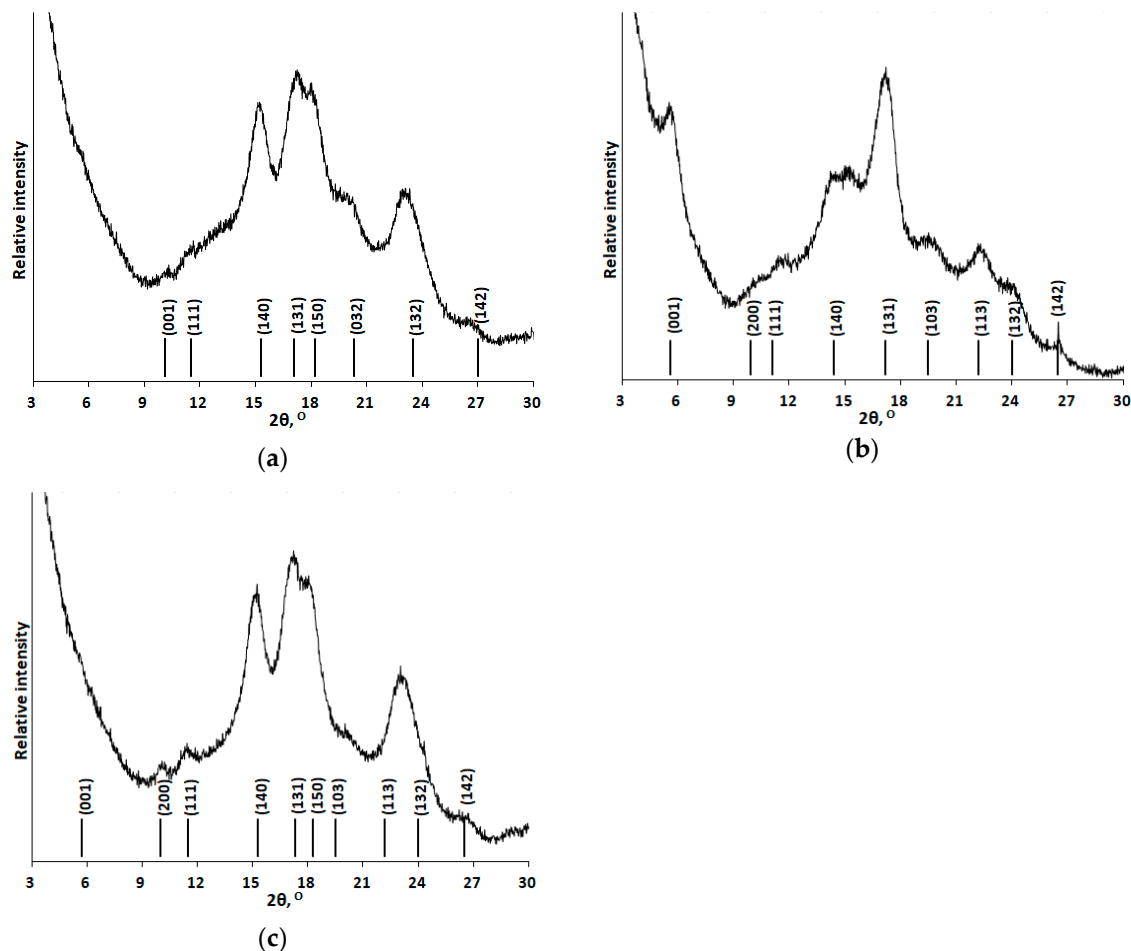 Relative intensity
(001)
(111)
(140)
(131)
(150)
(032)
(132)
(142)
3 6 9 12 15 18 21 24 27 30
2θ, O
(a)
Relative intensity
(001)
(200)
(111)
(140)
(131)
(103)
(113)
(132)
(142)
3 6 9 12 15 18 21 24 27 30
2θ, O
(b)
Relative intensity
(001)
(200)
(111)
(140)
(131)
(150)
(103)
(113)
(132)
(142)
3 6 9 12 15 18 21 24 27 30
2θ, O
(c)